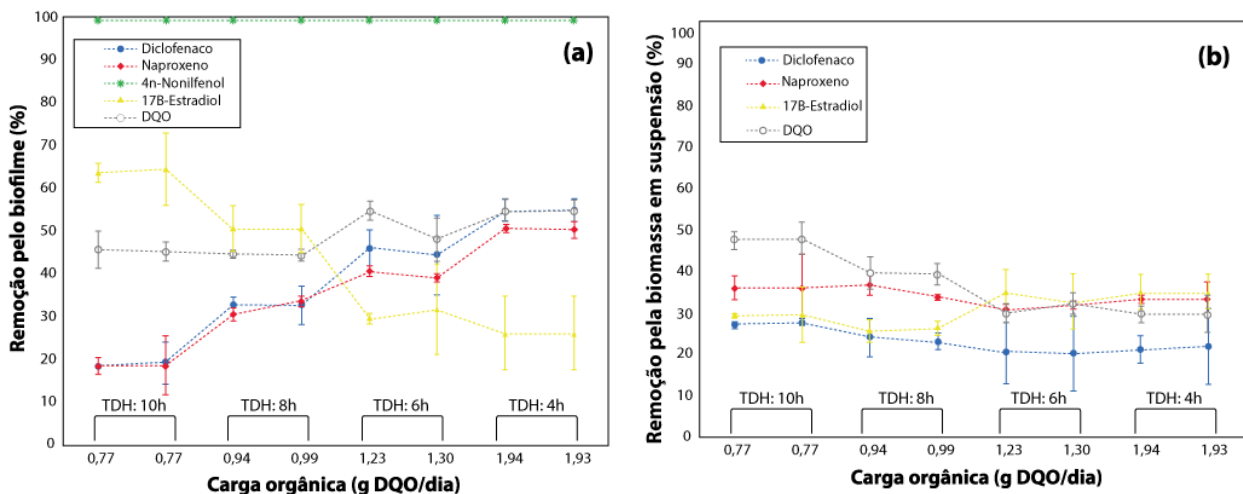 Remoção pelo biofilme (%)
100
90
80
70
60
50
40
30
20
10
0
Diclofenaco
Naproxeno
4n-Nonilfenol
17B-Estradiol
DQO
(a)
TDH: 10h
TDH: 8h
TDH: 6h
TDH: 4h
0,77
0,77
0,94
0,99
1,23
1,30
1,94
1,93
Carga orgânica (g DQO/dia)
Remoção pela biomassa em suspensão (%)
100
90
80
70
60
50
40
30
20
10
0
Diclofenaco
Naproxeno
17B-Estradiol
DQO
(b)
TDH: 10h
TDH: 8h
TDH: 6h
TDH: 4h
0,77
0,77
0,94
0,99
1,23
1,30
1,94
1,93
Carga orgânica (g DQO/dia)